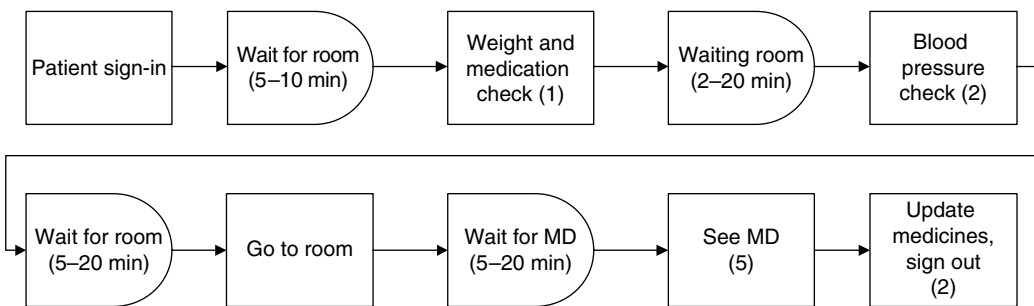 Patient sign-in
Wait for room
(5–10 min)
Weight and
medication
check (1)
Waiting room
(2–20 min)
Blood
pressure
check (2)
Wait for room
(5–20 min)
Go to room
Wait for MD
(5–20 min)
See MD
(5)
Update
medicines,
sign out
(2)